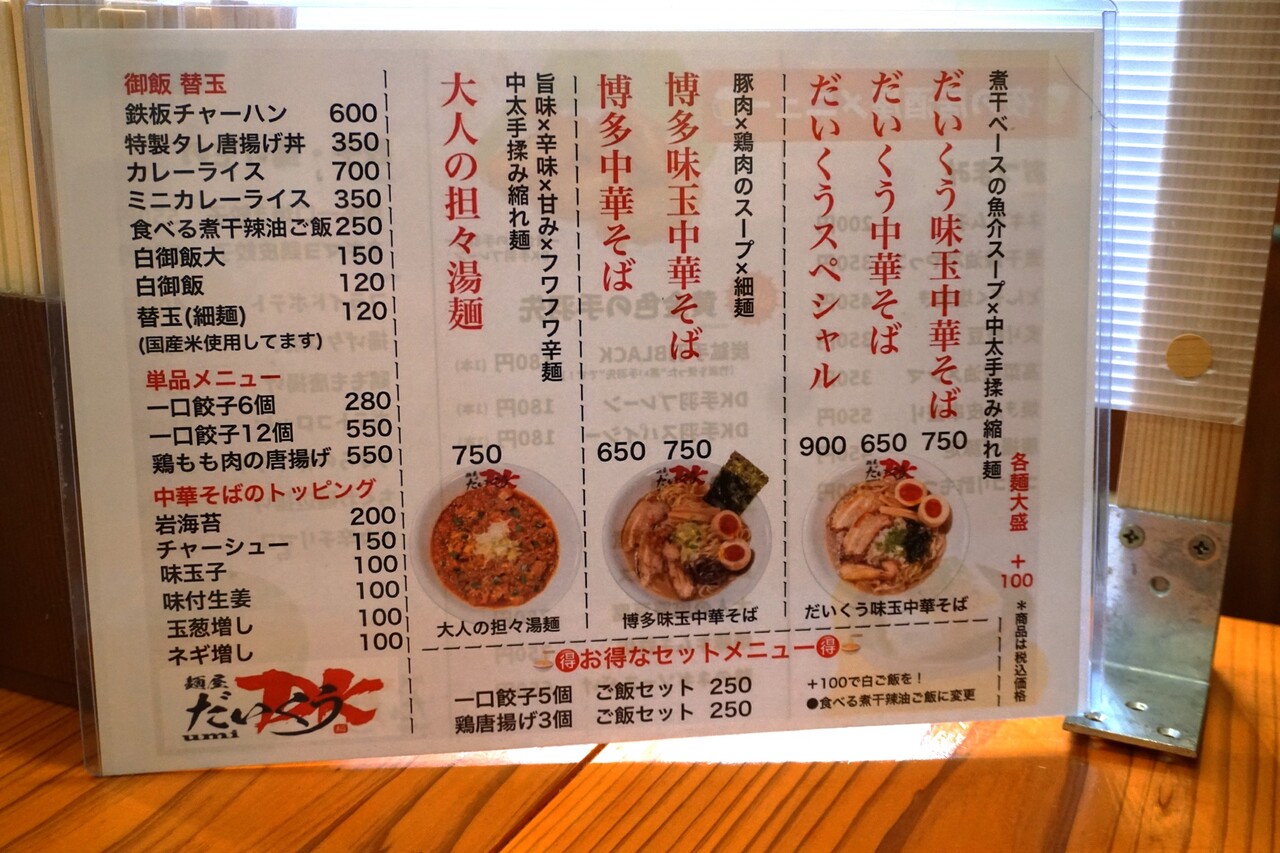 煮干ベースの魚介スープ×中太手揉み縮れ麺
だいくう味玉中華そば
750
だいくう中華そば
650
だいくうスペシャル
900
だいくう味玉中華そば
各麺大盛 +100
*商品は税込価格
豚肉×鶏肉のスープ×細麺
博多味玉中華そば
750
博多中華そば
650
博多味玉中華そば
旨味×辛味×甘み×フワフワ辛麺
中太手揉み縮れ麺
大人の担々湯麺
750
大人の担々湯麺
御飯 替玉
鉄板チャーハン 600
特製タレ唐揚げ丼 350
カレーライス 700
ミニカレーライス 350
食べる煮干辣油ご飯 250
白御飯大 150
白御飯 120
替玉(細麺) 120
(国産米使用してます)
単品メニュー
一口餃子6個 280
一口餃子12個 550
鶏もも肉の唐揚げ 550
中華そばのトッピング
岩海苔 200
チャーシュー 150
味玉子 100
味付生姜 100
玉葱増し 100
ネギ増し 100
麺屋
だいくう
umi
DK
得お得なセットメニュー得
一口餃子5個 ご飯セット 250
鶏唐揚げ3個 ご飯セット 250
+100で白ご飯を!
●食べる煮干辣油ご飯に変更